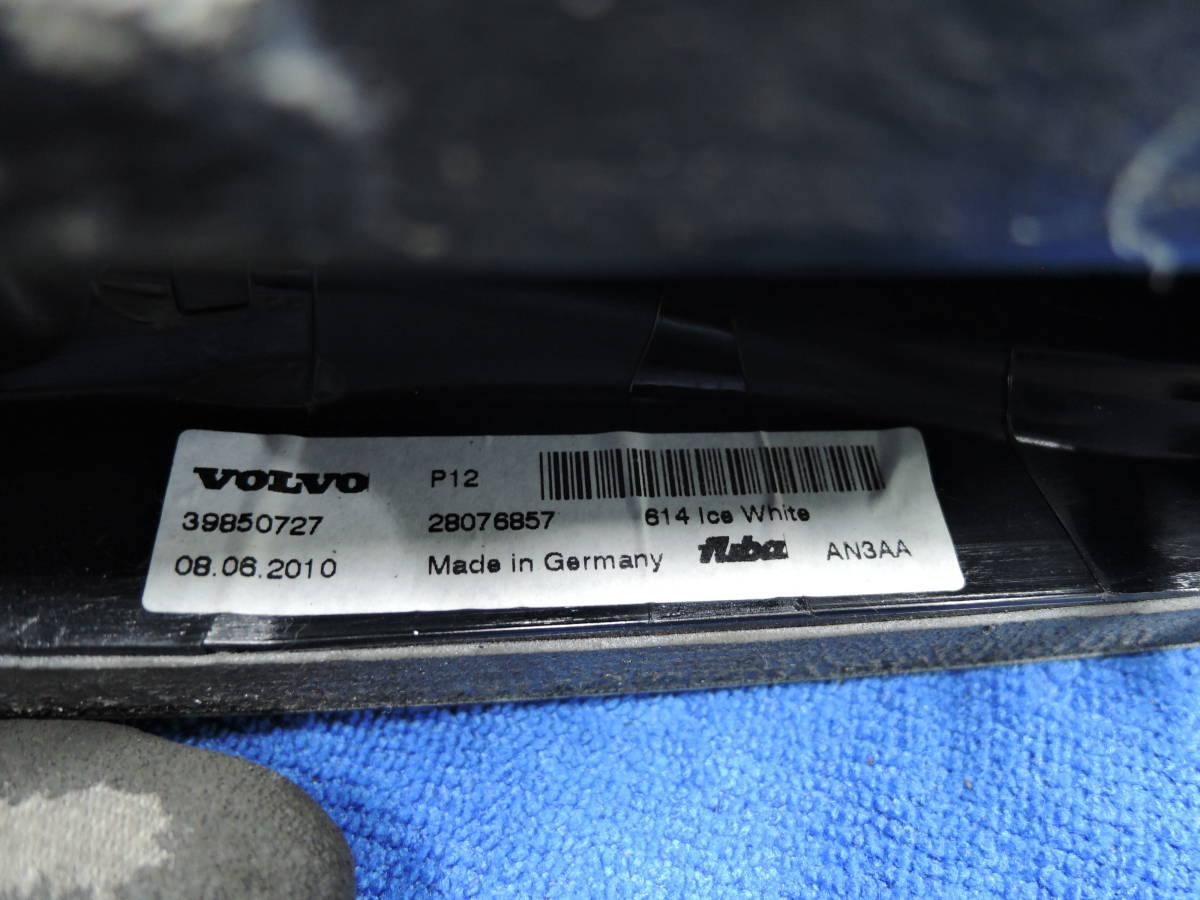 VOLVO P12
39850727 28076857 614 Ice White
08.06.2010 Made in Germany fuba AN3AA